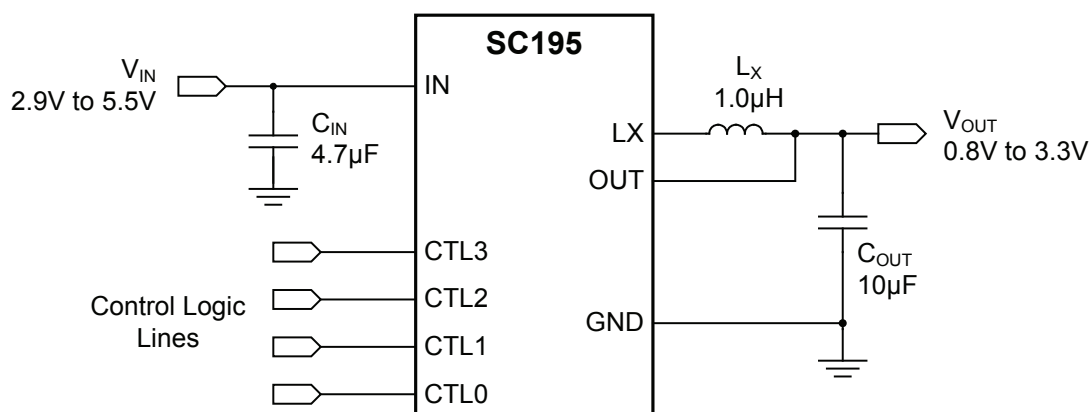 SC195
V_IN
2.9V to 5.5V
IN
C_IN
4.7µF
L_X
1.0µH
LX
V_OUT
0.8V to 3.3V
OUT
CTL3
C_OUT
10µF
Control Logic
Lines
CTL2
GND
CTL1
CTL0